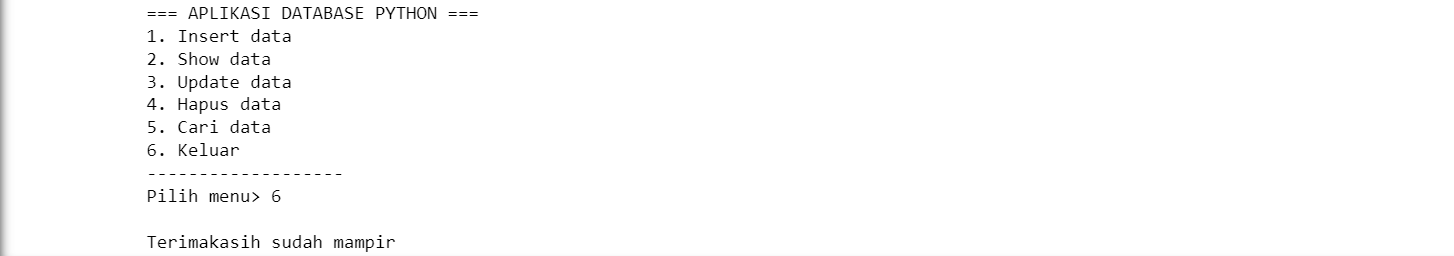 === APLIKASI DATABASE PYTHON ===
1. Insert data
2. Show data
3. Update data
4. Hapus data
5. Cari data
6. Keluar
-------------------
Pilih menu> 6
Terimakasih sudah mampir